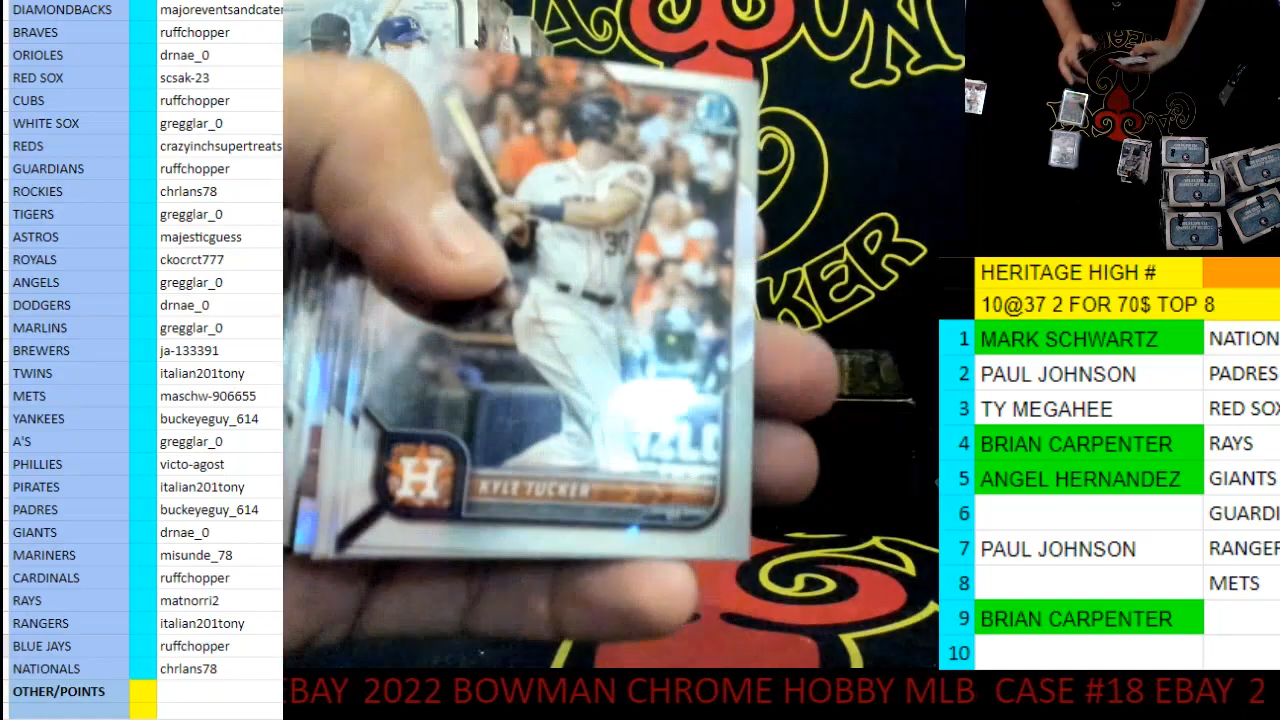 DIAMONDBACKS majoreventsandcater
BRAVES ruffchopper
ORIOLES drnae_0
RED SOX scsak-23
CUBS ruffchopper
WHITE SOX gregglar_0
REDS crazyinchsupertreats
GUARDIANS ruffchopper
ROCKIES chrlans78
TIGERS gregglar_0
ASTROS majesticguess
ROYALS ckocrct777
ANGELS gregglar_0
DODGERS drnae_0
MARLINS gregglar_0
BREWERS ja-133391
TWINS italian201tony
METS maschw-906655
YANKEES buckeyeguy_614
A'S gregglar_0
PHILLIES victo-agost
PIRATES italian201tony
PADRES buckeyeguy_614
GIANTS drnae_0
MARINERS misunde_78
CARDINALS ruffchopper
RAYS matnorri2
RANGERS italian201tony
BLUE JAYS ruffchopper
NATIONALS chrlans78
OTHER/POINTS
30
H
KYLE TUCKER
KER
HERITAGE HIGH #
10@37 2 FOR 70$ TOP 8
1 MARK SCHWARTZ NATION
2 PAUL JOHNSON PADRES
3 TY MEGAHEE RED SOX
4 BRIAN CARPENTER RAYS
5 ANGEL HERNANDEZ GIANTS
6 GUARDI
7 PAUL JOHNSON RANGER
8 METS
9 BRIAN CARPENTER
10
EBAY 2022 BOWMAN CHROME HOBBY MLB CASE #18 EBAY 2